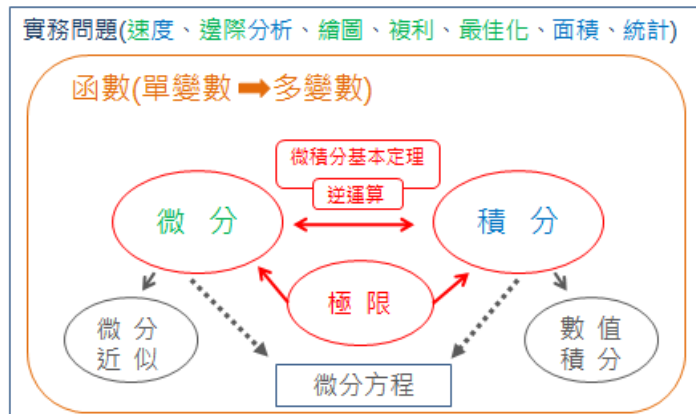 實務問題(速度、邊際分析、繪圖、複利、最佳化、面積、統計)
函數(單變數➡多變數)
微積分基本定理
逆運算
微 分
積 分
極 限
微 分
近 似
數 值
積 分
微分方程